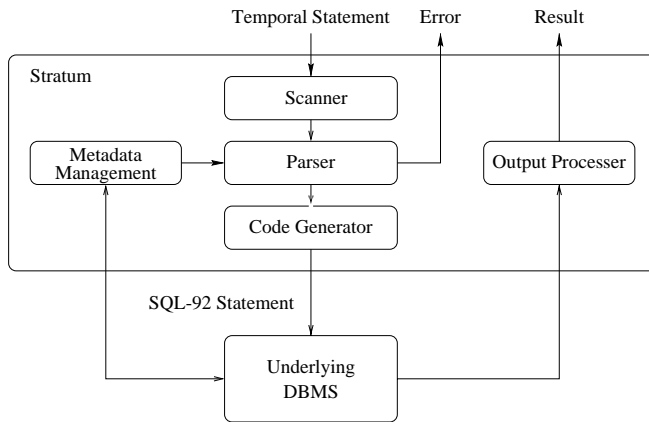 Temporal Statement
Error
Result
Stratum
Scanner
Metadata
Management
Parser
Output Processer
Code Generator
SQL-92 Statement
Underlying
DBMS